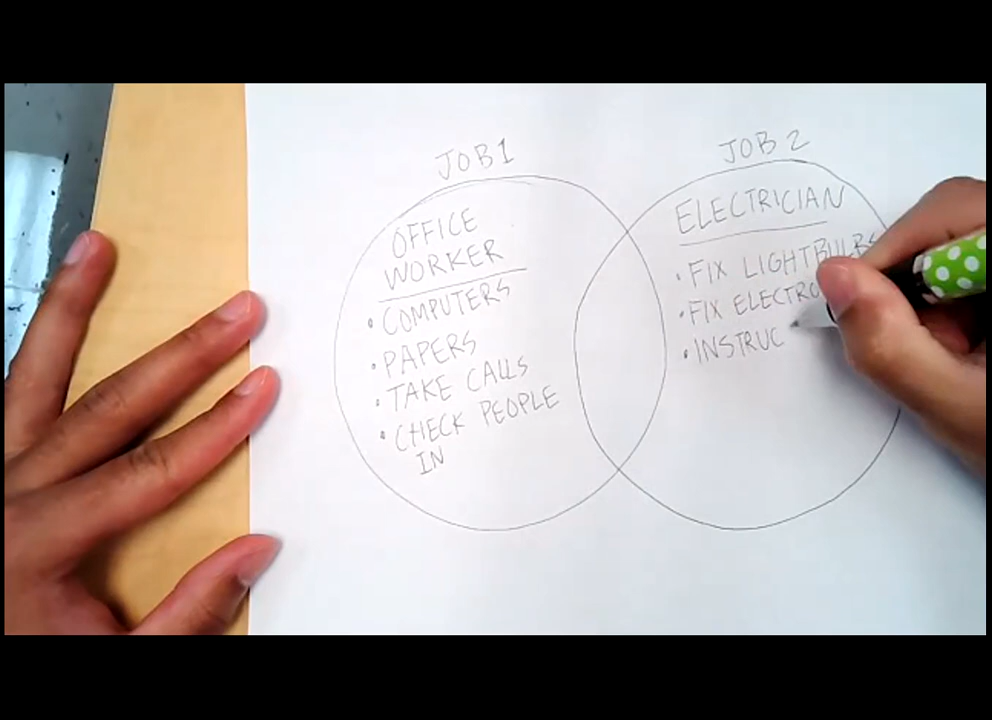 JOB 1
OFFICE
WORKER
• COMPUTERS
• PAPERS
• TAKE CALLS
• CHECK PEOPLE
IN
JOB 2
ELECTRICIAN
• FIX LIGHTBULBS
• FIX ELECTRO
• INSTRUC